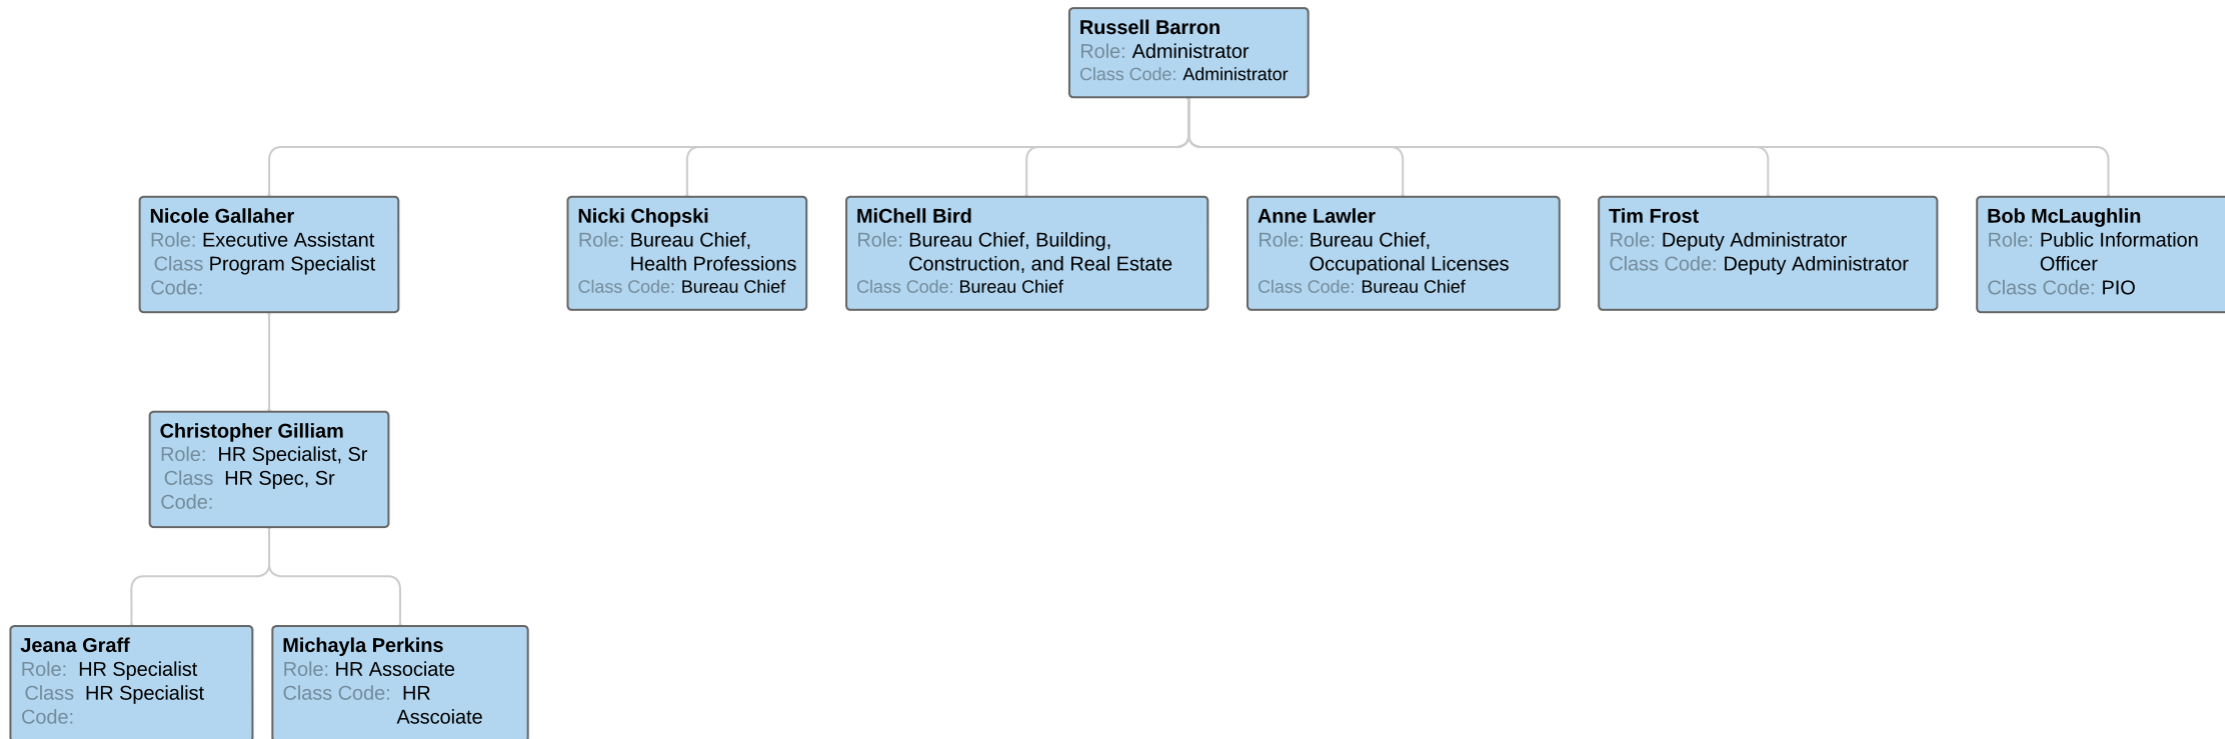 Russell Barron
Role: Administrator
Class Code: Administrator
Nicole Gallaher
Role: Executive Assistant
Class Program Specialist
Code:
Nicki Chopski
Role: Bureau Chief,
Health Professions
Class Code: Bureau Chief
MiChell Bird
Role: Bureau Chief, Building,
Construction, and Real Estate
Class Code: Bureau Chief
Anne Lawler
Role: Bureau Chief,
Occupational Licenses
Class Code: Bureau Chief
Tim Frost
Role: Deputy Administrator
Class Code: Deputy Administrator
Bob McLaughlin
Role: Public Information
Officer
Class Code: PIO
Christopher Gilliam
Role: HR Specialist, Sr
Class HR Spec, Sr
Code:
Jeana Graff
Role: HR Specialist
Class HR Specialist
Code:
Michayla Perkins
Role: HR Associate
Class Code: HR
Asscoiate